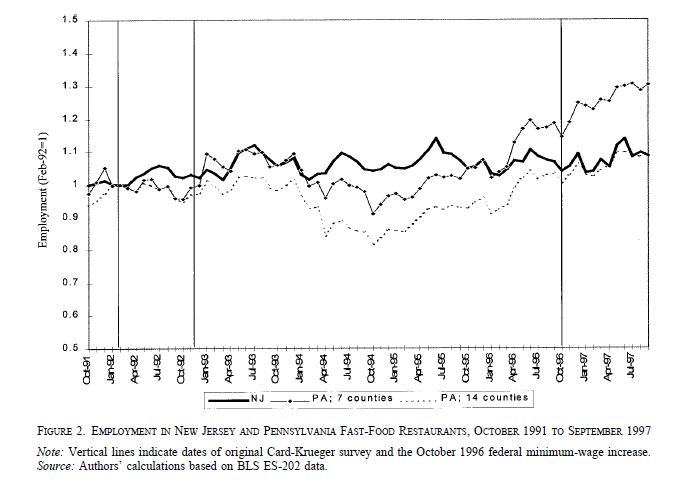 1.5
1.4
1.3
1.2
1.1
1
0.9
0.8
0.7
0.6
0.5
Employment (Feb-92=1)
Oct-91
Jan-92
Apr-92
Jul-92
Oct-92
Jan-93
Apr-93
Jul-93
Oct-93
Jan-94
Apr-94
Jul-94
Oct-94
Jan-95
Apr-95
Jul-95
Oct-95
Jan-96
Apr-96
Jul-96
Oct-96
Jan-97
Apr-97
Jul-97
NJ PA; 7 counties PA; 14 counties
FIGURE 2. EMPLOYMENT IN NEW JERSEY AND PENNSYLVANIA FAST-FOOD RESTAURANTS, OCTOBER 1991 TO SEPTEMBER 1997
Note: Vertical lines indicate dates of original Card-Krueger survey and the October 1996 federal minimum-wage increase.
Source: Authors' calculations based on BLS ES-202 data.